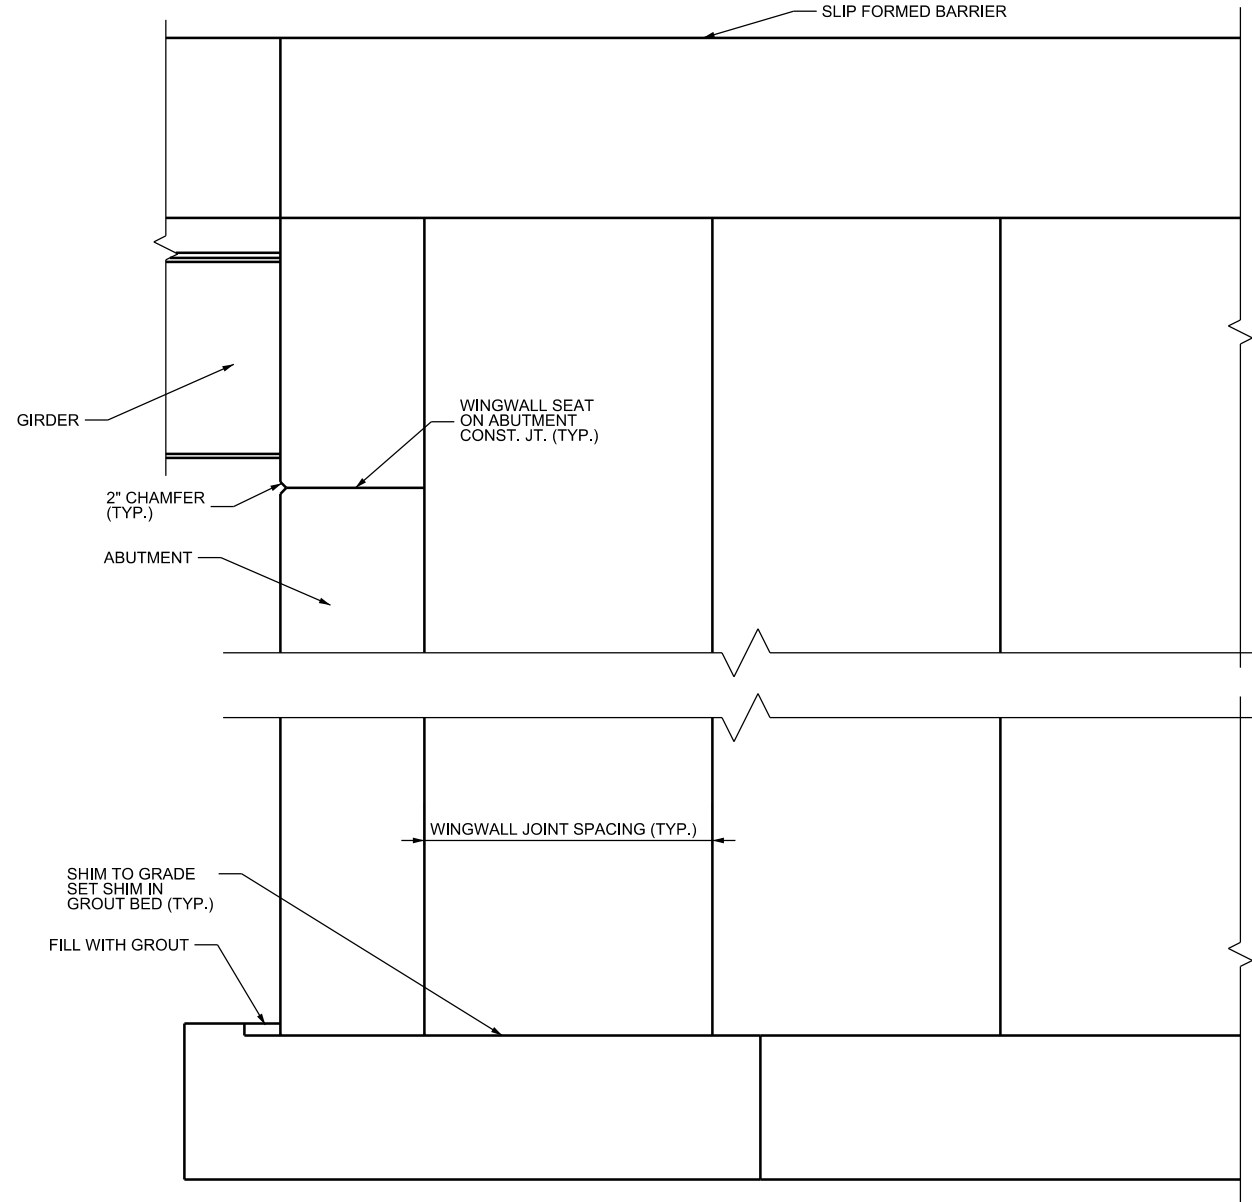 SLIP FORMED BARRIER
GIRDER
WINGWALL SEAT
ON ABUTMENT
CONST. JT. (TYP.)
2" CHAMFER
(TYP.)
ABUTMENT
WINGWALL JOINT SPACING (TYP.)
SHIM TO GRADE
SET SHIM IN
GROUT BED (TYP.)
FILL WITH GROUT